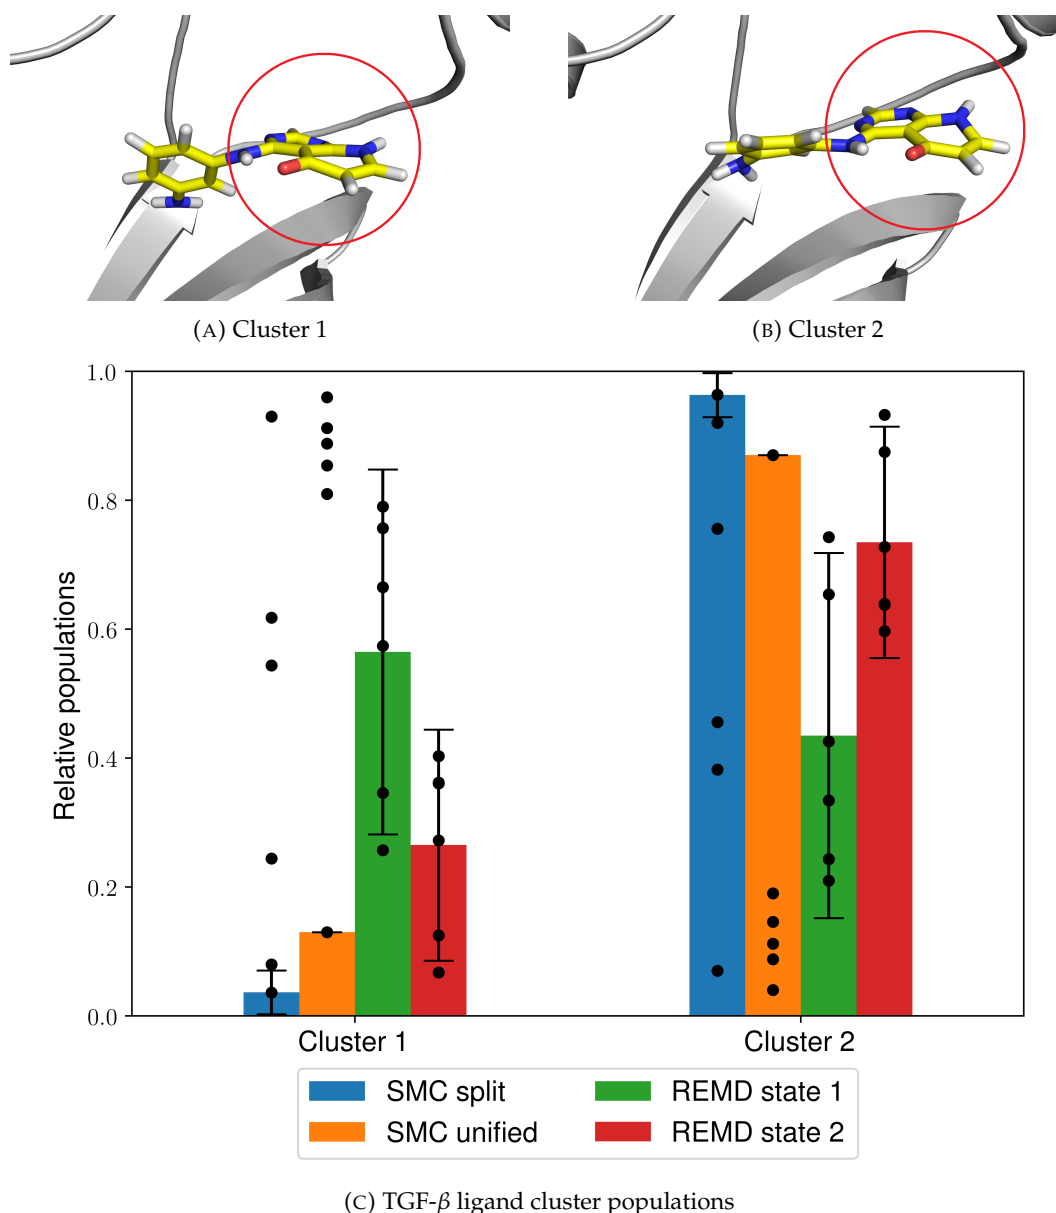 (A) Cluster 1
(B) Cluster 2
1.0
0.8
0.6
0.4
0.2
0.0
Relative populations
Cluster 1
Cluster 2
SMC split
REMD state 1
SMC unified
REMD state 2
(C) TGF-β ligand cluster populations